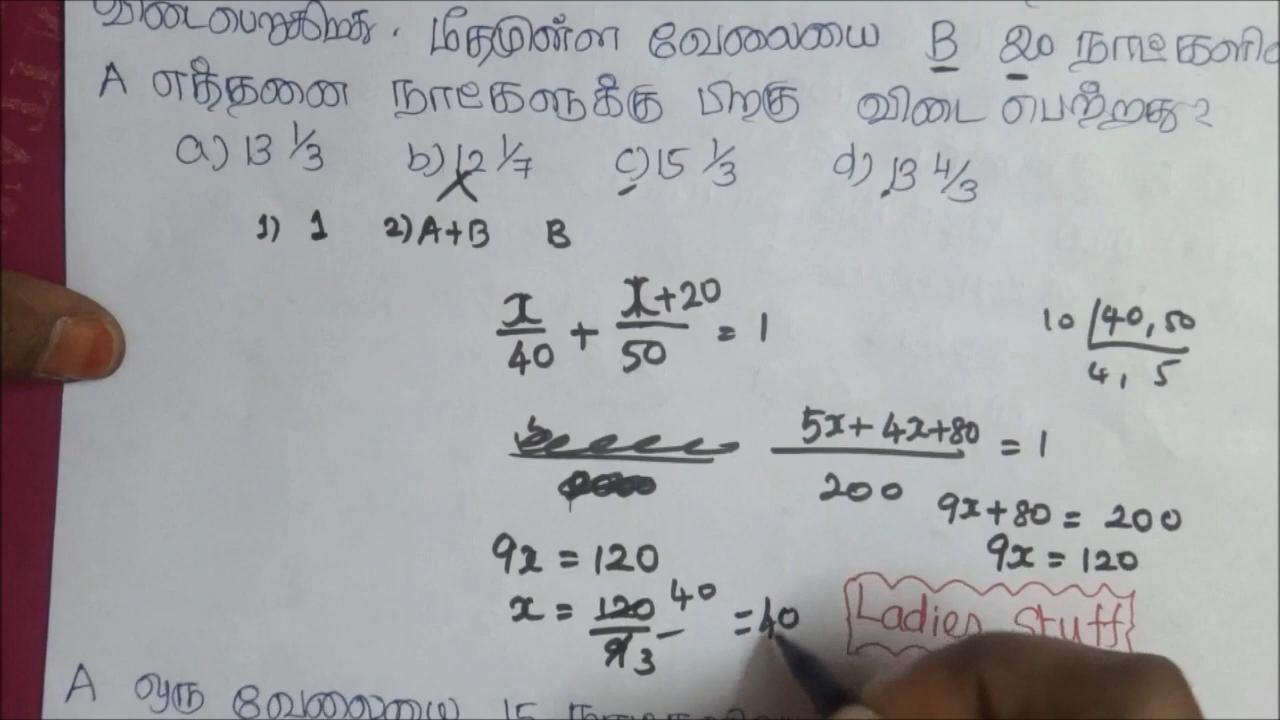 விடைபெறுகிறது. மீதமுள்ள வேலையை B 20 நாட்களில்
A எத்தனை நாட்களுக்கு பிறகு விடை பெற்றது?
a) 13 1/3 b) 12 1/7 c) 15 1/3 d) 13 4/3
1) 1 2) A+B B
x/40 + x+20/50 = 1
10 40, 50
4, 5
5x+4x+80/200 = 1
9x+80 = 200
9x = 120 9x = 120
x = 120/9 40 3 = 40
Ladies Stuff
A ஒரு வேலையை 15